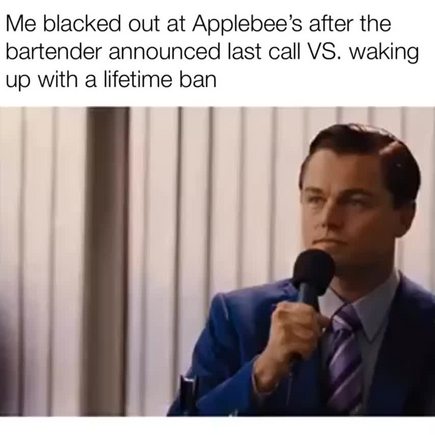 Me blacked out at Applebee's after the
bartender announced last call VS. waking
up with a lifetime ban